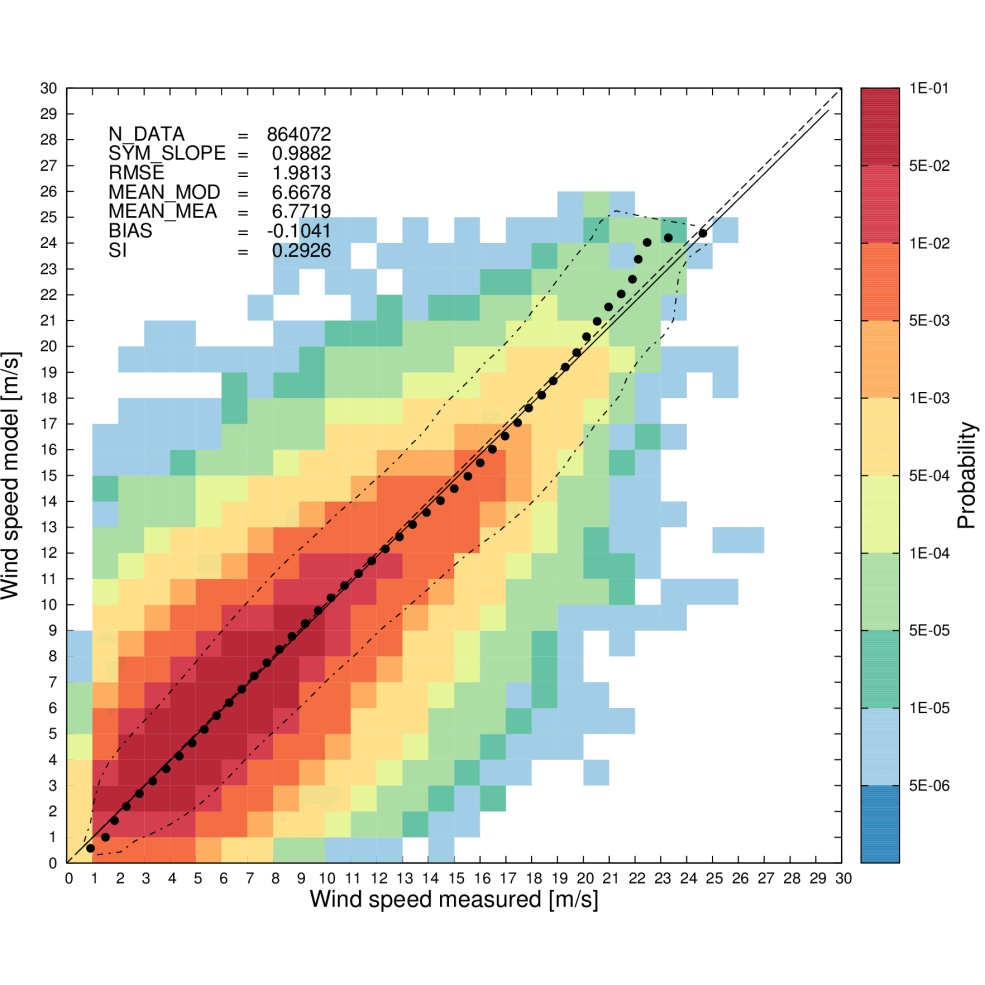 N_DATA = 864072
SYM_SLOPE = 0.9882
RMSE = 1.9813
MEAN_MOD = 6.6678
MEAN_MEA = 6.7719
BIAS = -0.1041
SI = 0.2926
Wind speed model [m/s]
30
29
28
27
26
25
24
23
22
21
20
19
18
17
16
15
14
13
12
11
10
9
8
7
6
5
4
3
2
1
0
0 1 2 3 4 5 6 7 8 9 10 11 12 13 14 15 16 17 18 19 20 21 22 23 24 25 26 27 28 29 30
Wind speed measured [m/s]
1E-01
5E-02
1E-02
5E-03
1E-03
5E-04
1E-04
5E-05
1E-05
5E-06
Probability